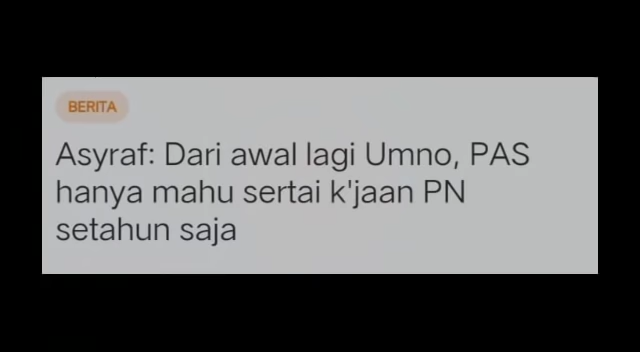 BERITA
Asyraf: Dari awal lagi Umno, PAS
hanya mahu sertai k'jaan PN
setahun saja